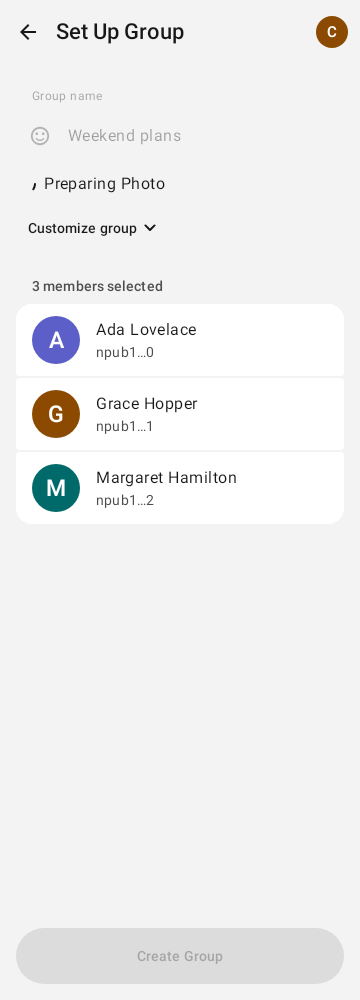 Set Up Group
C
Group name
Weekend plans
Preparing Photo
Customize group
3 members selected
A
Ada Lovelace
npub1…0
G
Grace Hopper
npub1…1
M
Margaret Hamilton
npub1…2
Create Group